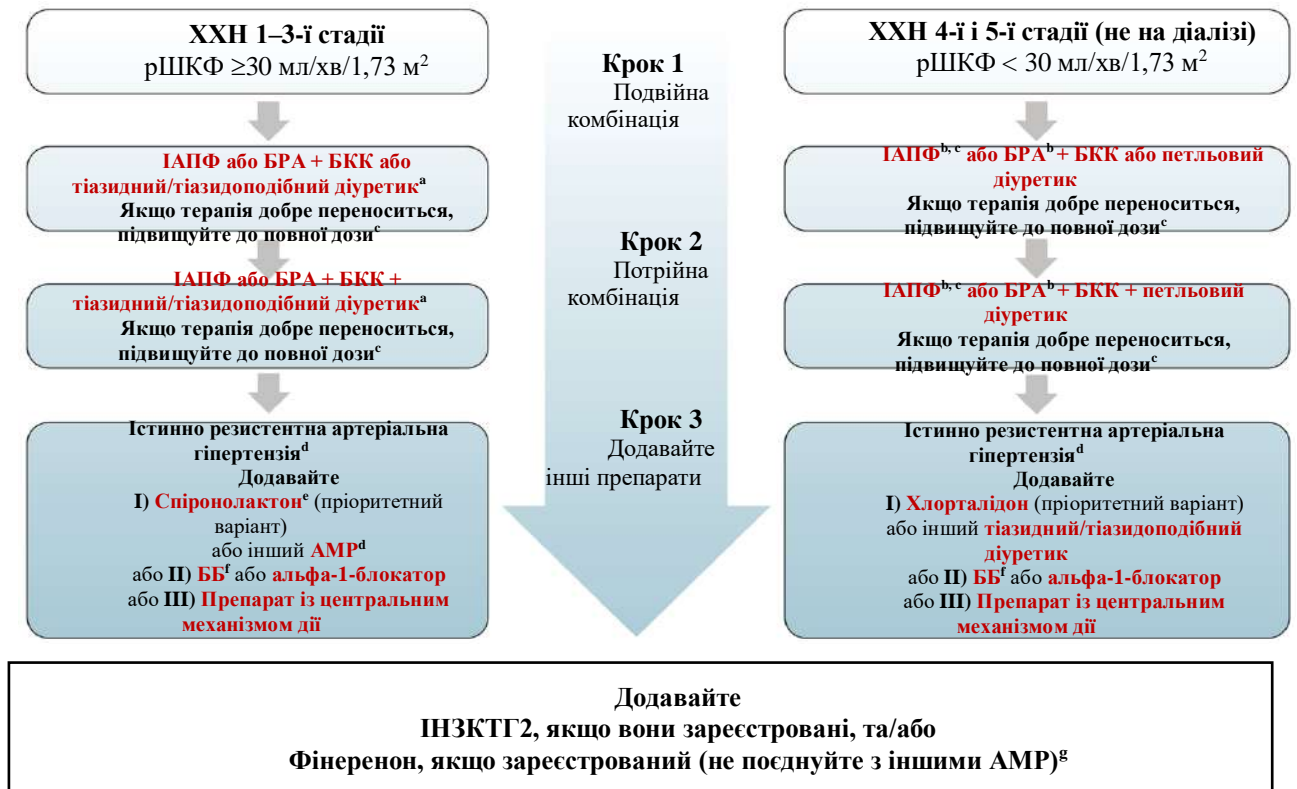 ХХН 1–3-ї стадії
рШКФ ≥30 мл/хв/1,73 м²
ІАПФ або БРА + БКК або
тіазидний/тіазидоподібний діуретикᵃ
Якщо терапія добре переноситься,
підвищуйте до повної дозиᶜ
ІАПФ або БРА + БКК +
тіазидний/тіазидоподібний діуретикᵃ
Якщо терапія добре переноситься,
підвищуйте до повної дозиᶜ
Істинно резистентна артеріальна
гіпертензіяᵈ
Додавайте
I) Спіронолактонᵉ (пріоритетний
варіант)
або інший АМРᵈ
або II) ББᶠ або альфа-1-блокатор
або III) Препарат із центральним
механізмом дії
Крок 1
Подвійна
комбінація
Крок 2
Потрійна
комбінація
Крок 3
Додавайте
інші препарати
ХХН 4-ї і 5-ї стадії (не на діалізі)
рШКФ < 30 мл/хв/1,73 м²
ІАПФᵇ, ᶜ або БРАᵇ + БКК або петльовий
діуретик
Якщо терапія добре переноситься,
підвищуйте до повної дозиᶜ
ІАПФᵇ, ᶜ або БРАᵇ + БКК + петльовий
діуретик
Якщо терапія добре переноситься,
підвищуйте до повної дозиᶜ
Істинно резистентна артеріальна
гіпертензіяᵈ
Додавайте
I) Хлорталідон (пріоритетний варіант)
або інший тіазидний/тіазидоподібний
діуретик
або II) ББᶠ або альфа-1-блокатор
або III) Препарат із центральним
механізмом дії
Додавайте
ІНЗКТГ2, якщо вони зареєстровані, та/або
Фінеренон, якщо зареєстрований (не поєднуйте з іншими АМР)ᵍ